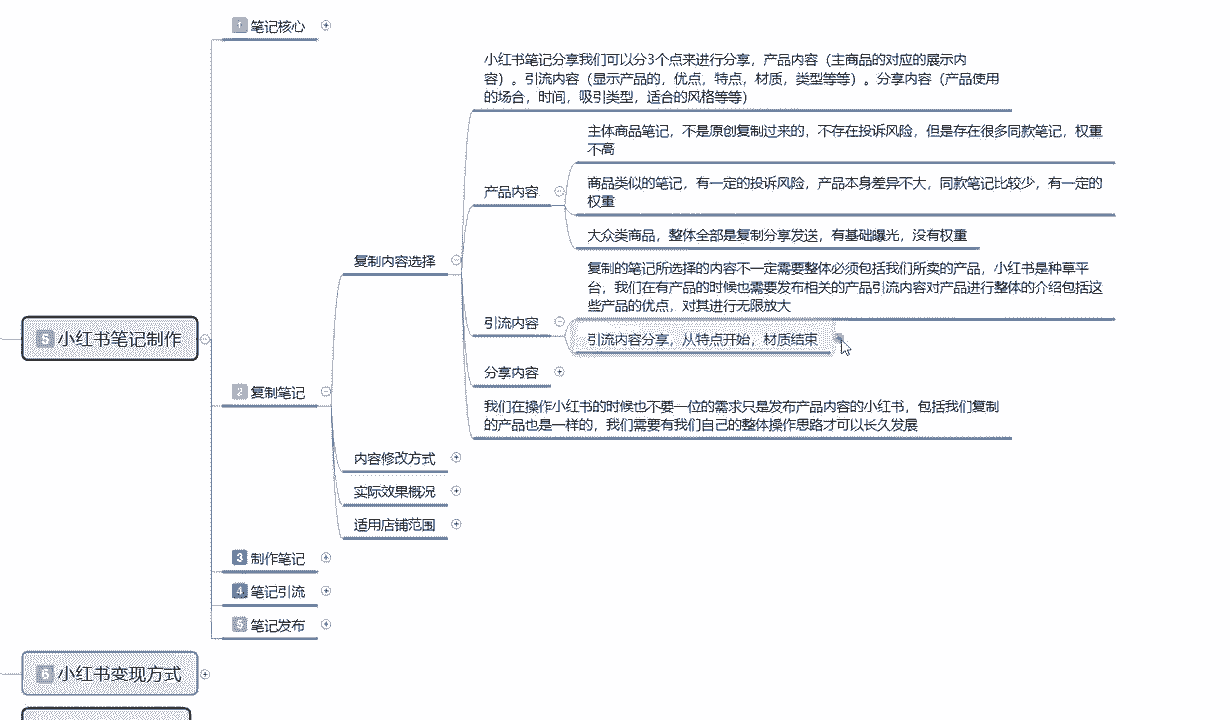 1 笔记核心
小红书笔记分享我们可以分3个点来进行分享，产品内容（主商品的对应的展示内
容）。引流内容（显示产品的，优点，特点，材质，类型等等）。分享内容（产品使用
的场合，时间，吸引类型，适合的风格等等）
主体商品笔记，不是原创复制过来的，不存在投诉风险，但是存在很多同款笔记，权重
不高
产品内容
商品类似的笔记，有一定的投诉风险，产品本身差异不大，同款笔记比较少，有一定的
权重
大众类商品，整体全部是复制分享发送，有基础曝光，没有权重
复制内容选择
复制的笔记所选择的内容不一定需要整体必须包括我们所卖的产品，小红书是种草平
台，我们在有产品的时候也需要发布相关的产品引流内容对产品进行整体的介绍包括这
些产品的优点，对其进行无限放大
引流内容
引流内容分享，从特点开始，材质结束
5 小红书笔记制作
分享内容
2 复制笔记
我们在操作小红书的时候也不要一位的需求只是发布产品内容的小红书，包括我们复制
的产品也是一样的，我们需要有我们自己的整体操作思路才可以长久发展
内容修改方式
实际效果概况
适用店铺范围
3 制作笔记
4 笔记引流
5 笔记发布
6 小红书变现方式